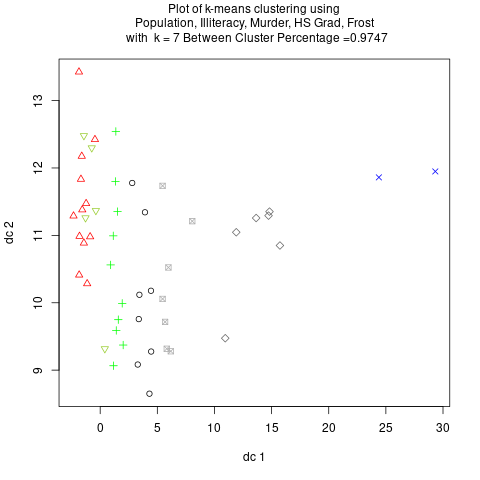 Plot of k-means clustering using
Population, Illiteracy, Murder, HS Grad, Frost
with k = 7 Between Cluster Percentage =0.9747
13
12
11
10
9
dc 2
0 5 10 15 20 25 30
dc 1